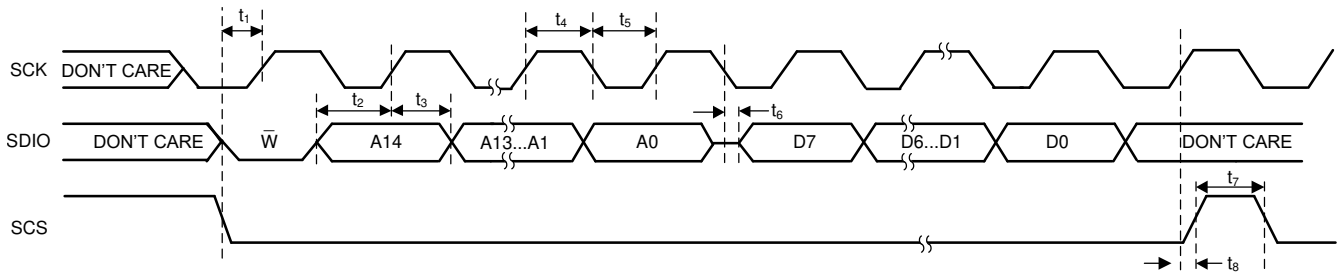 t1 t4 t5
SCK DON'T CARE
t2 t3 t6
SDIO DON'T CARE W̅ A14 A13...A1 A0 D7 D6...D1 D0 DON'T CARE
t7
SCS
t8